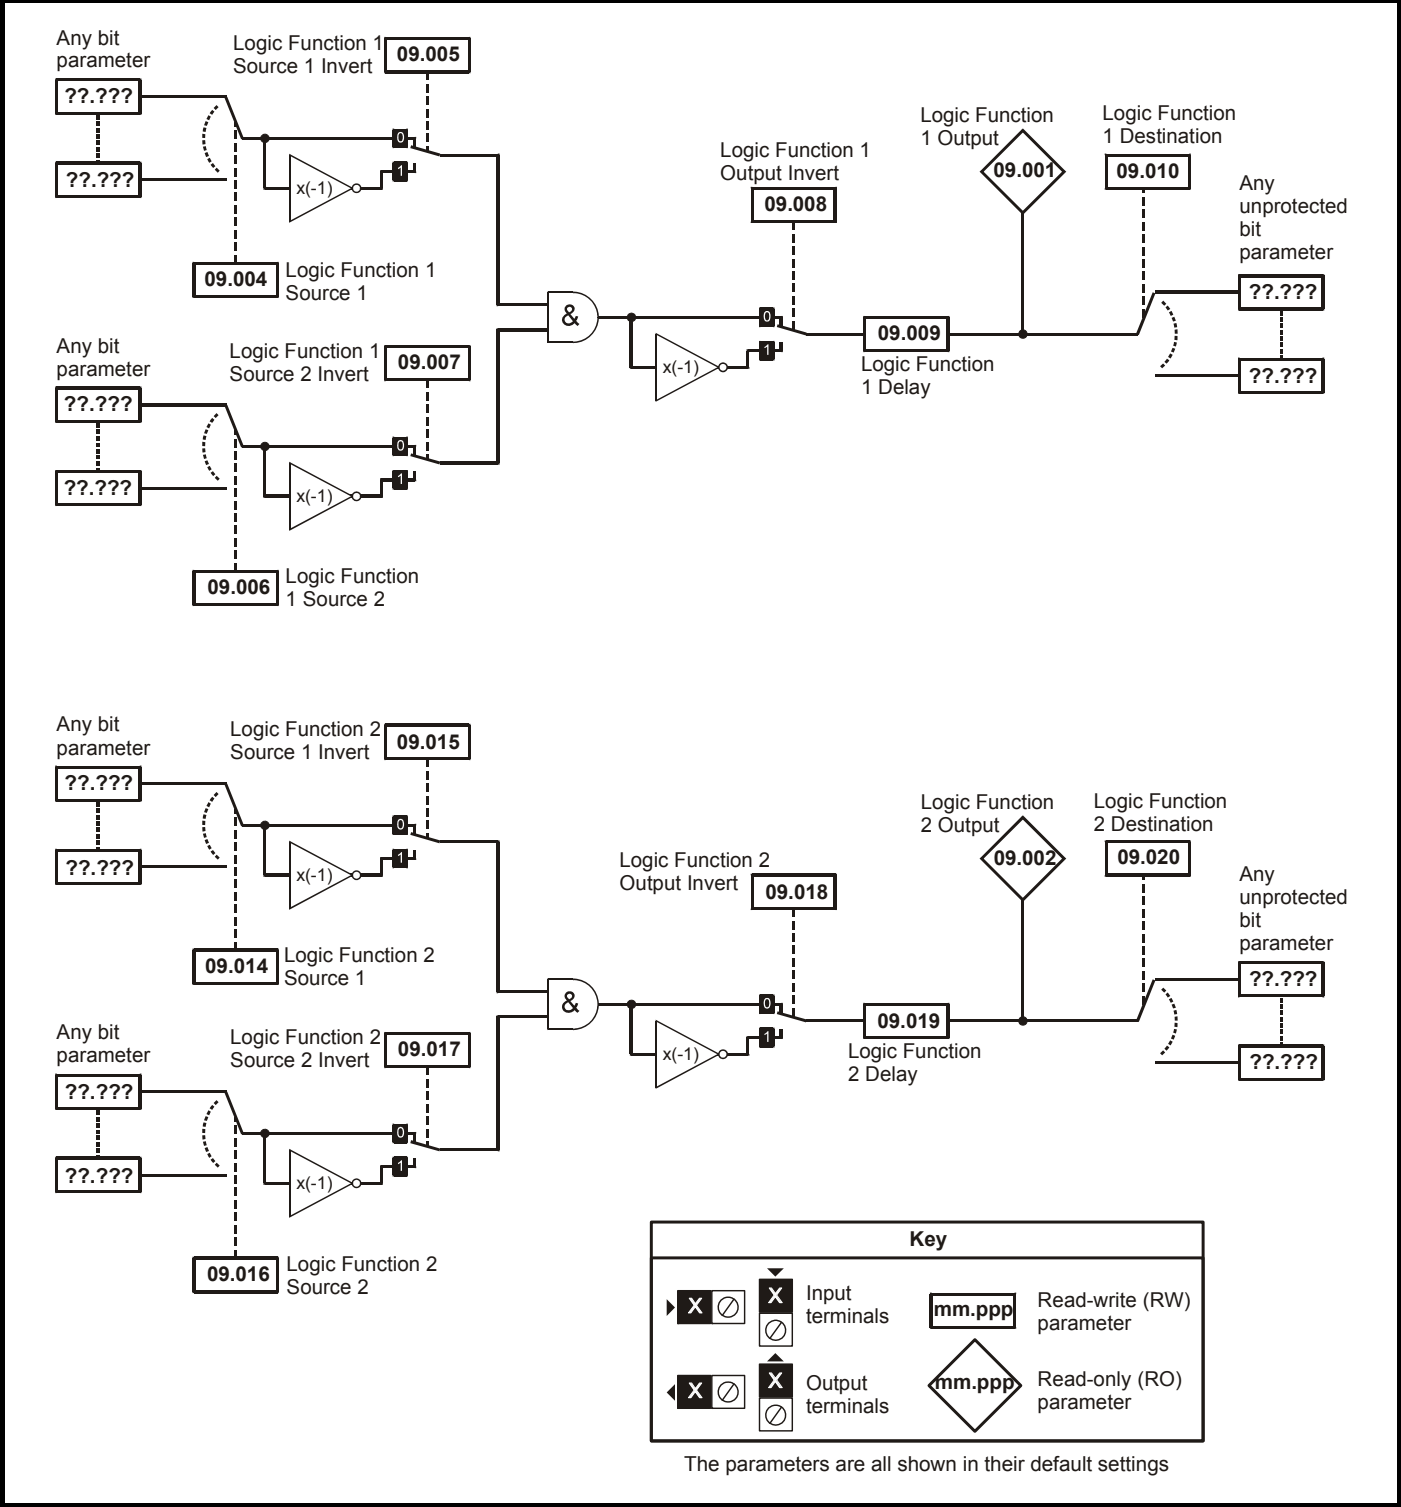 Any bit
parameter
??.???
??.???
Logic Function 1
Source 1 Invert
09.005
0
1
x(-1)
09.004
Logic Function 1
Source 1
Any bit
parameter
??.???
??.???
Logic Function 1
Source 2 Invert
09.007
0
1
x(-1)
09.006
Logic Function
1 Source 2
&
Logic Function 1
Output Invert
09.008
0
1
x(-1)
09.009
Logic Function
1 Delay
Logic Function
1 Output
09.001
Logic Function
1 Destination
09.010
Any
unprotected
bit
parameter
??.???
??.???
Any bit
parameter
??.???
??.???
Logic Function 2
Source 1 Invert
09.015
0
1
x(-1)
09.014
Logic Function 2
Source 1
Any bit
parameter
??.???
??.???
Logic Function 2
Source 2 Invert
09.017
0
1
x(-1)
09.016
Logic Function 2
Source 2
&
Logic Function 2
Output Invert
09.018
0
1
x(-1)
09.019
Logic Function
2 Delay
Logic Function
2 Output
09.002
Logic Function
2 Destination
09.020
Any
unprotected
bit
parameter
??.???
??.???
Key
X
X
Input
terminals
mm.ppp
Read-write (RW)
parameter
X
X
Output
terminals
mm.ppp
Read-only (RO)
parameter
The parameters are all shown in their default settings